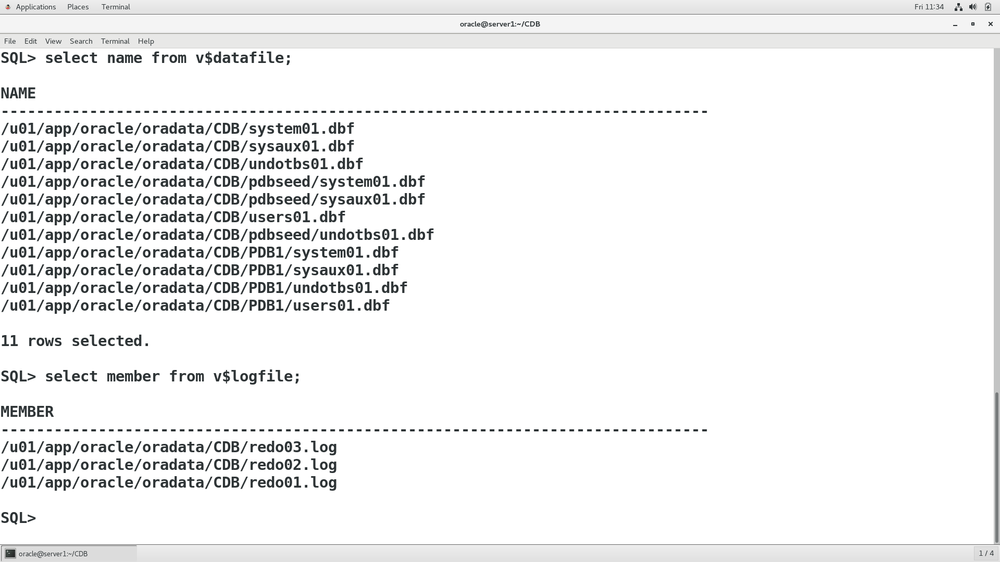 Applications Places Terminal Fri 11:34
oracle@server1:~/CDB
File Edit View Search Terminal Help
SQL> select name from v$datafile;
NAME
--------------------------------------------------------------------------------
/u01/app/oracle/oradata/CDB/system01.dbf
/u01/app/oracle/oradata/CDB/sysaux01.dbf
/u01/app/oracle/oradata/CDB/undotbs01.dbf
/u01/app/oracle/oradata/CDB/pdbseed/system01.dbf
/u01/app/oracle/oradata/CDB/pdbseed/sysaux01.dbf
/u01/app/oracle/oradata/CDB/users01.dbf
/u01/app/oracle/oradata/CDB/pdbseed/undotbs01.dbf
/u01/app/oracle/oradata/CDB/PDB1/system01.dbf
/u01/app/oracle/oradata/CDB/PDB1/sysaux01.dbf
/u01/app/oracle/oradata/CDB/PDB1/undotbs01.dbf
/u01/app/oracle/oradata/CDB/PDB1/users01.dbf
11 rows selected.
SQL> select member from v$logfile;
MEMBER
--------------------------------------------------------------------------------
/u01/app/oracle/oradata/CDB/redo03.log
/u01/app/oracle/oradata/CDB/redo02.log
/u01/app/oracle/oradata/CDB/redo01.log
SQL>
oracle@server1:~/CDB 1 / 4